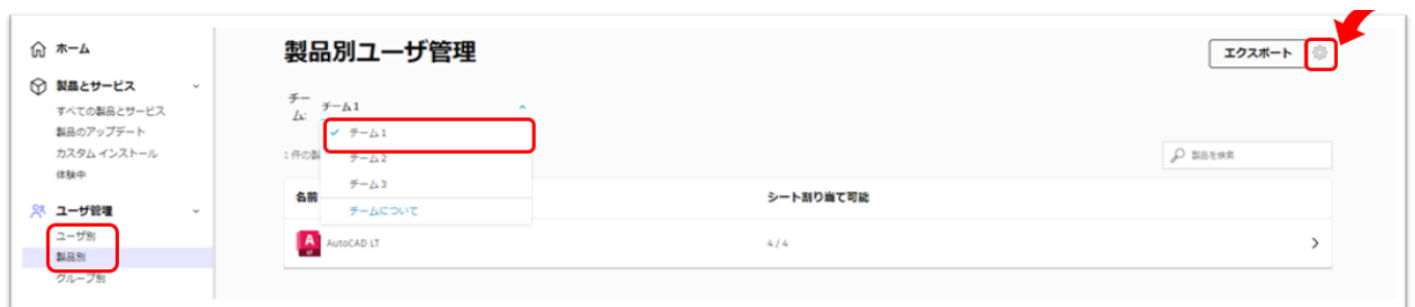 ホーム
製品とサービス
すべての製品とサービス
製品のアップデート
カスタム インストール
体験中
ユーザ管理
ユーザ別
製品別
グループ別
製品別ユーザ管理
エクスポート
チー
ム:
チーム1
チーム1
チーム2
チーム3
チームについて
1 件の製
製品を検索
名前
シート割り当て可能
A
LT
AutoCAD LT
4 / 4